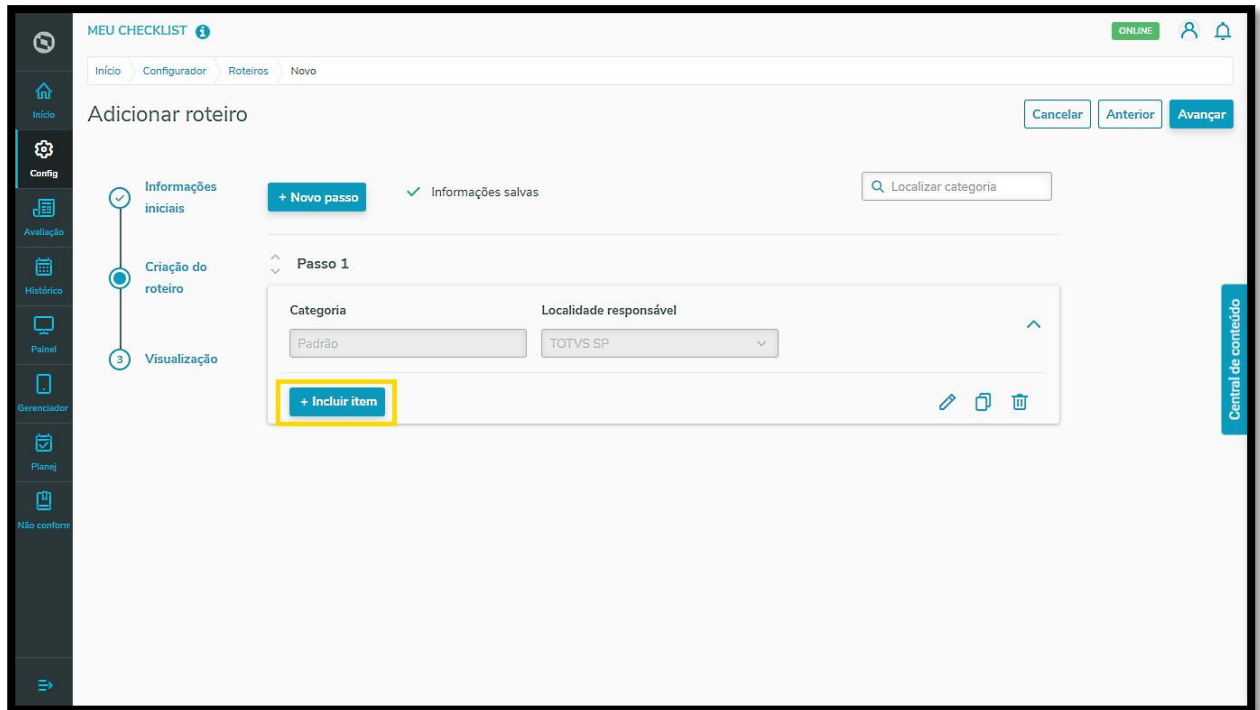 MEU CHECKLIST
ONLINE
Início
Configurador
Roteiros
Novo
Adicionar roteiro
Cancelar
Anterior
Avançar
Início
Config
Avaliação
Histórico
Painel
Gerenciador
Planej
Não conform
Informações
iniciais
Criação do
roteiro
3
Visualização
+ Novo passo
Informações salvas
Localizar categoria
Passo 1
Categoria
Localidade responsável
Padrão
TOTVS SP
+ Incluir item
Central de conteúdo